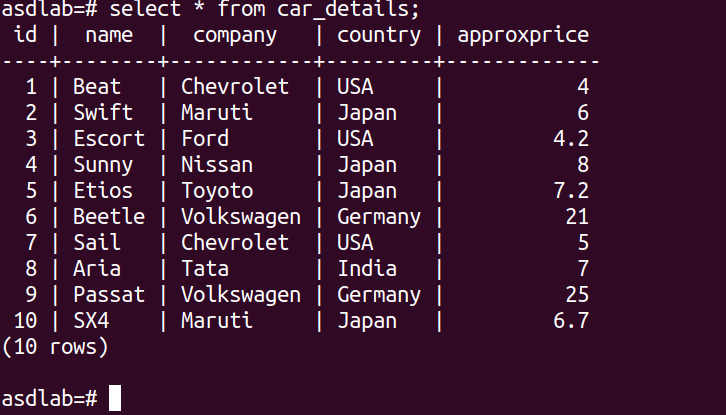 asdlab=# select * from car_details;
 id |  name  |  company   | country | approxprice
----+--------+------------+---------+-------------
  1 | Beat   | Chevrolet  | USA     |           4
  2 | Swift  | Maruti     | Japan   |           6
  3 | Escort | Ford       | USA     |         4.2
  4 | Sunny  | Nissan     | Japan   |           8
  5 | Etios  | Toyoto     | Japan   |         7.2
  6 | Beetle | Volkswagen | Germany |          21
  7 | Sail   | Chevrolet  | USA     |           5
  8 | Aria   | Tata       | India   |           7
  9 | Passat | Volkswagen | Germany |          25
 10 | SX4    | Maruti     | Japan   |         6.7
(10 rows)
asdlab=#